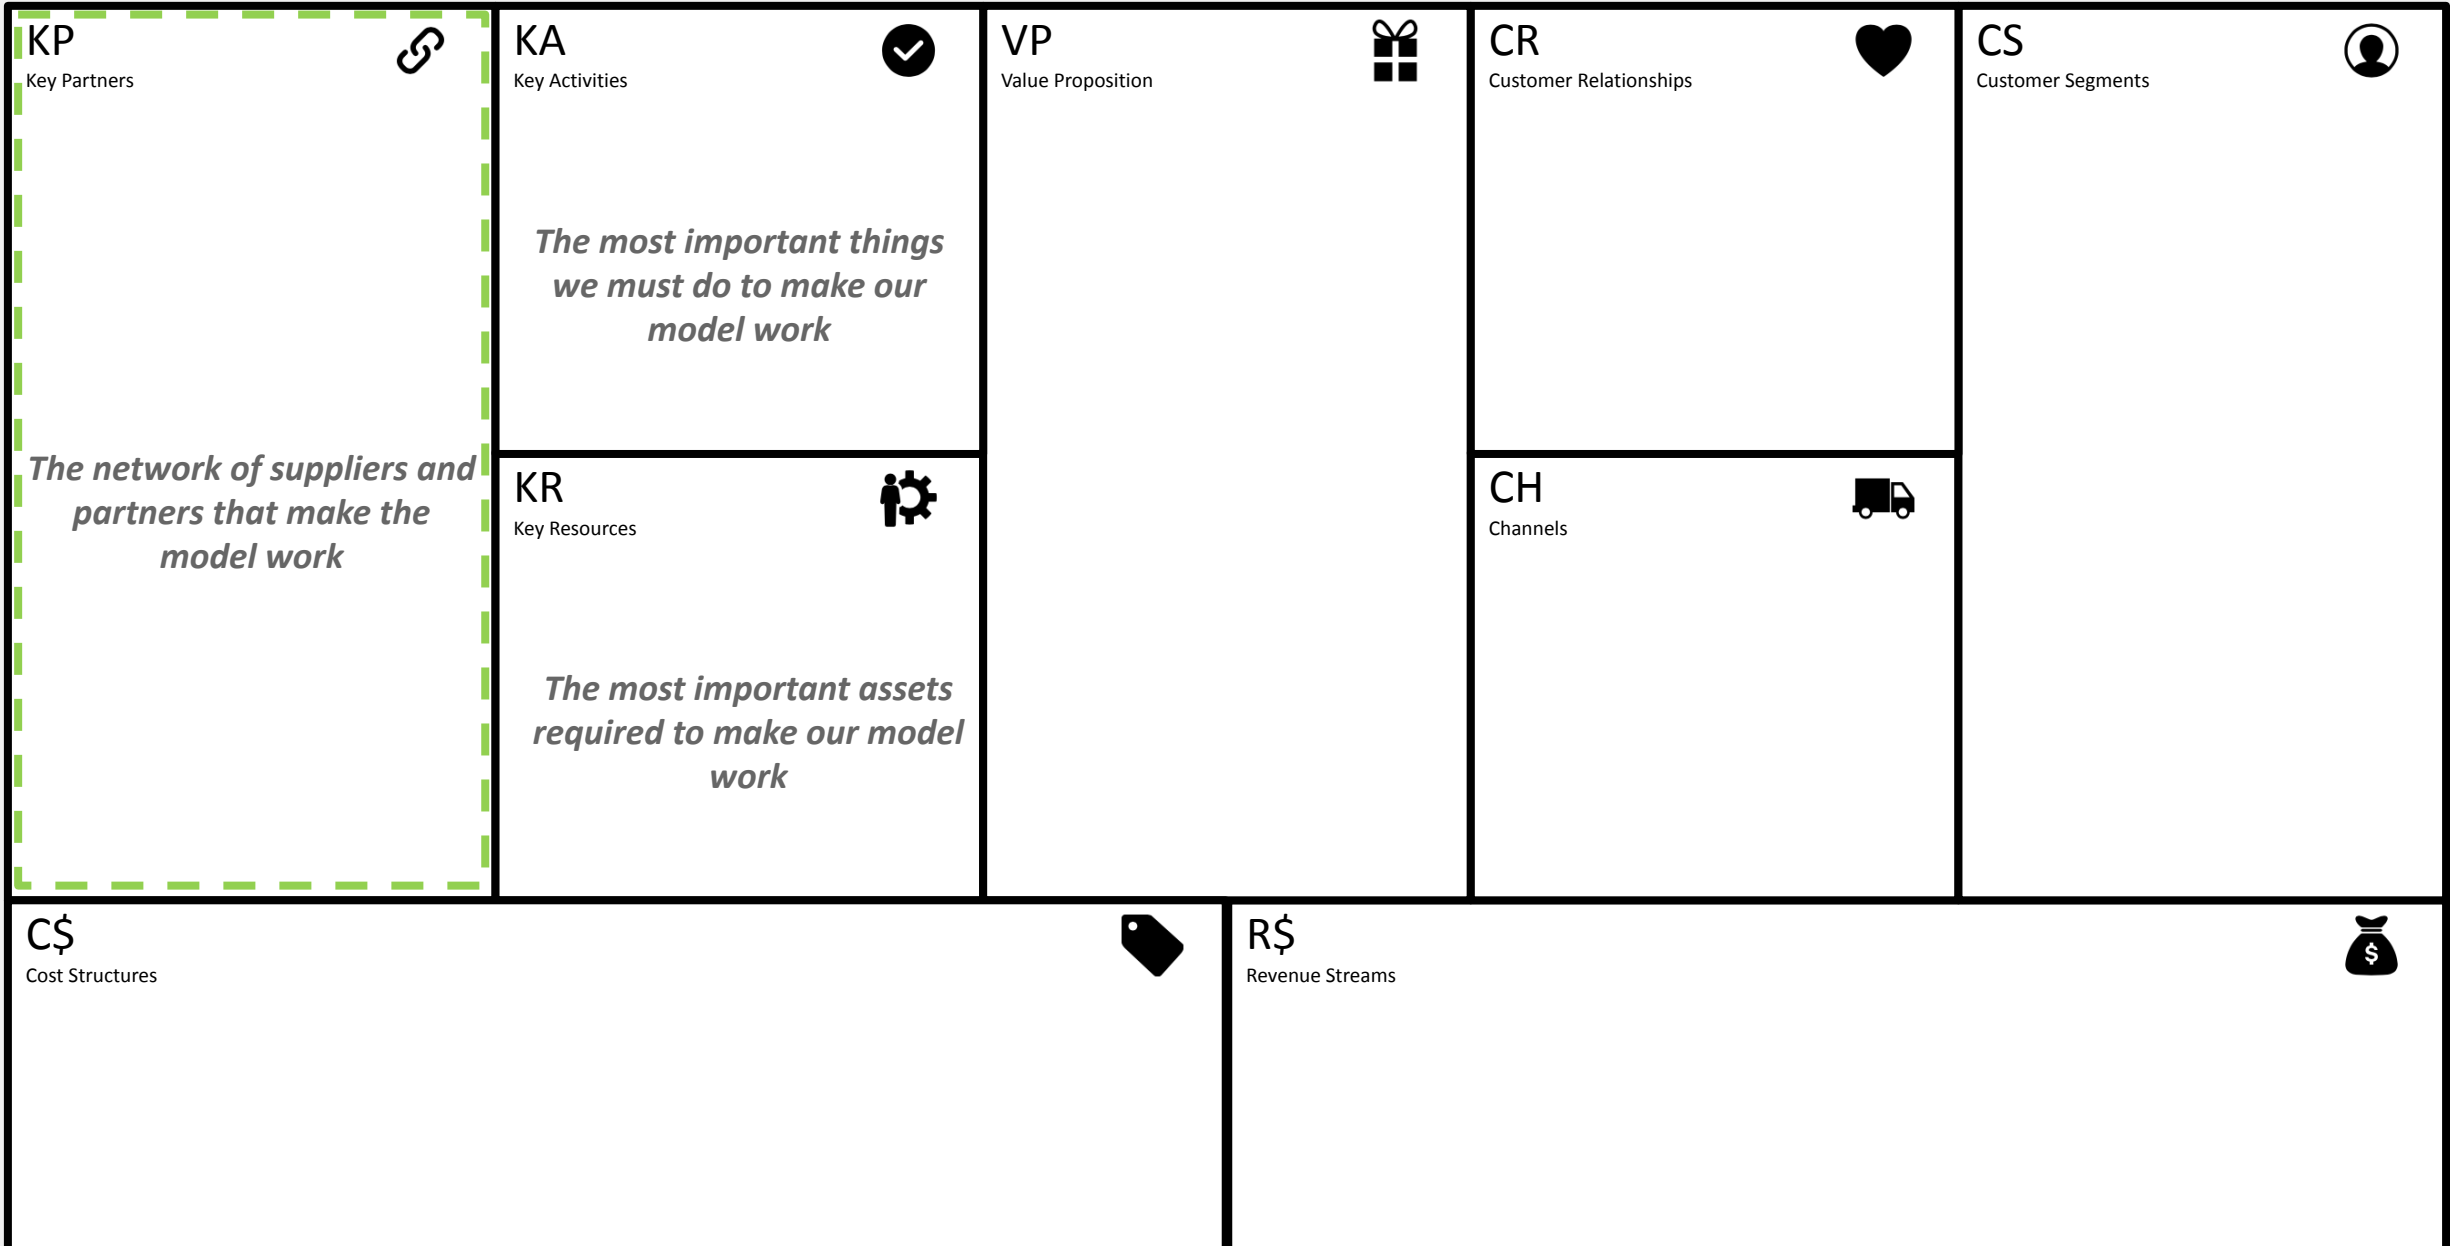 KP
Key Partners
The network of suppliers and
partners that make the
model work
KA
Key Activities
The most important things
we must do to make our
model work
KR
Key Resources
The most important assets
required to make our model
work
VP
Value Proposition
CR
Customer Relationships
CH
Channels
CS
Customer Segments
C$
Cost Structures
R$
Revenue Streams
$